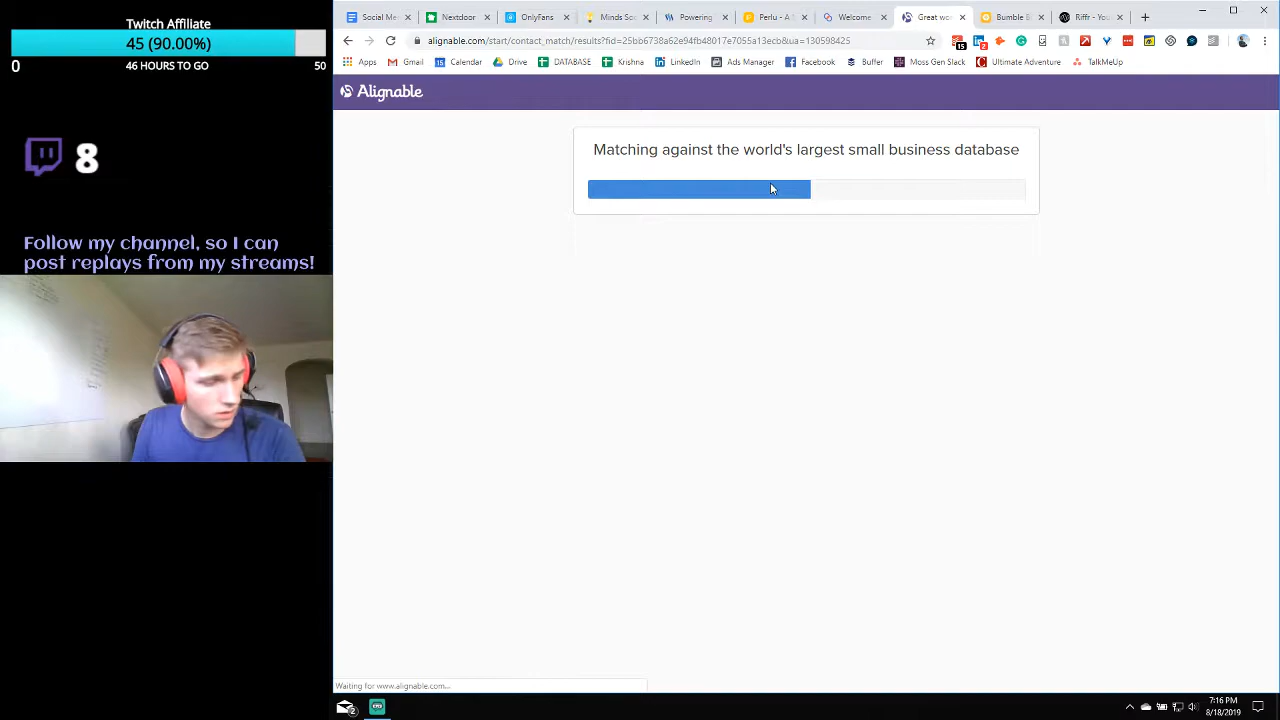 Twitch Affiliate
45 (90.00%)
0 46 HOURS TO GO 50
8
Follow my channel, so I can
post replays from my streams!
Social Me Nextdoor OnlyFans Minds So Powering Perlu - Welcome Great wo Bumble B Riffr - You
alignable.com/start/contact_match/results?fid=25bb6738a62e94fb48017e7055a13ecb&ua=130598425
15 2
Apps Gmail Calendar Drive DATABASE Krishna LinkedIn Ads Manager Facebook Buffer Moss Gen Slack Ultimate Adventure TalkMeUp
Alignable
Matching against the world's largest small business database
Waiting for www.alignable.com...
2
7:16 PM
8/18/2019